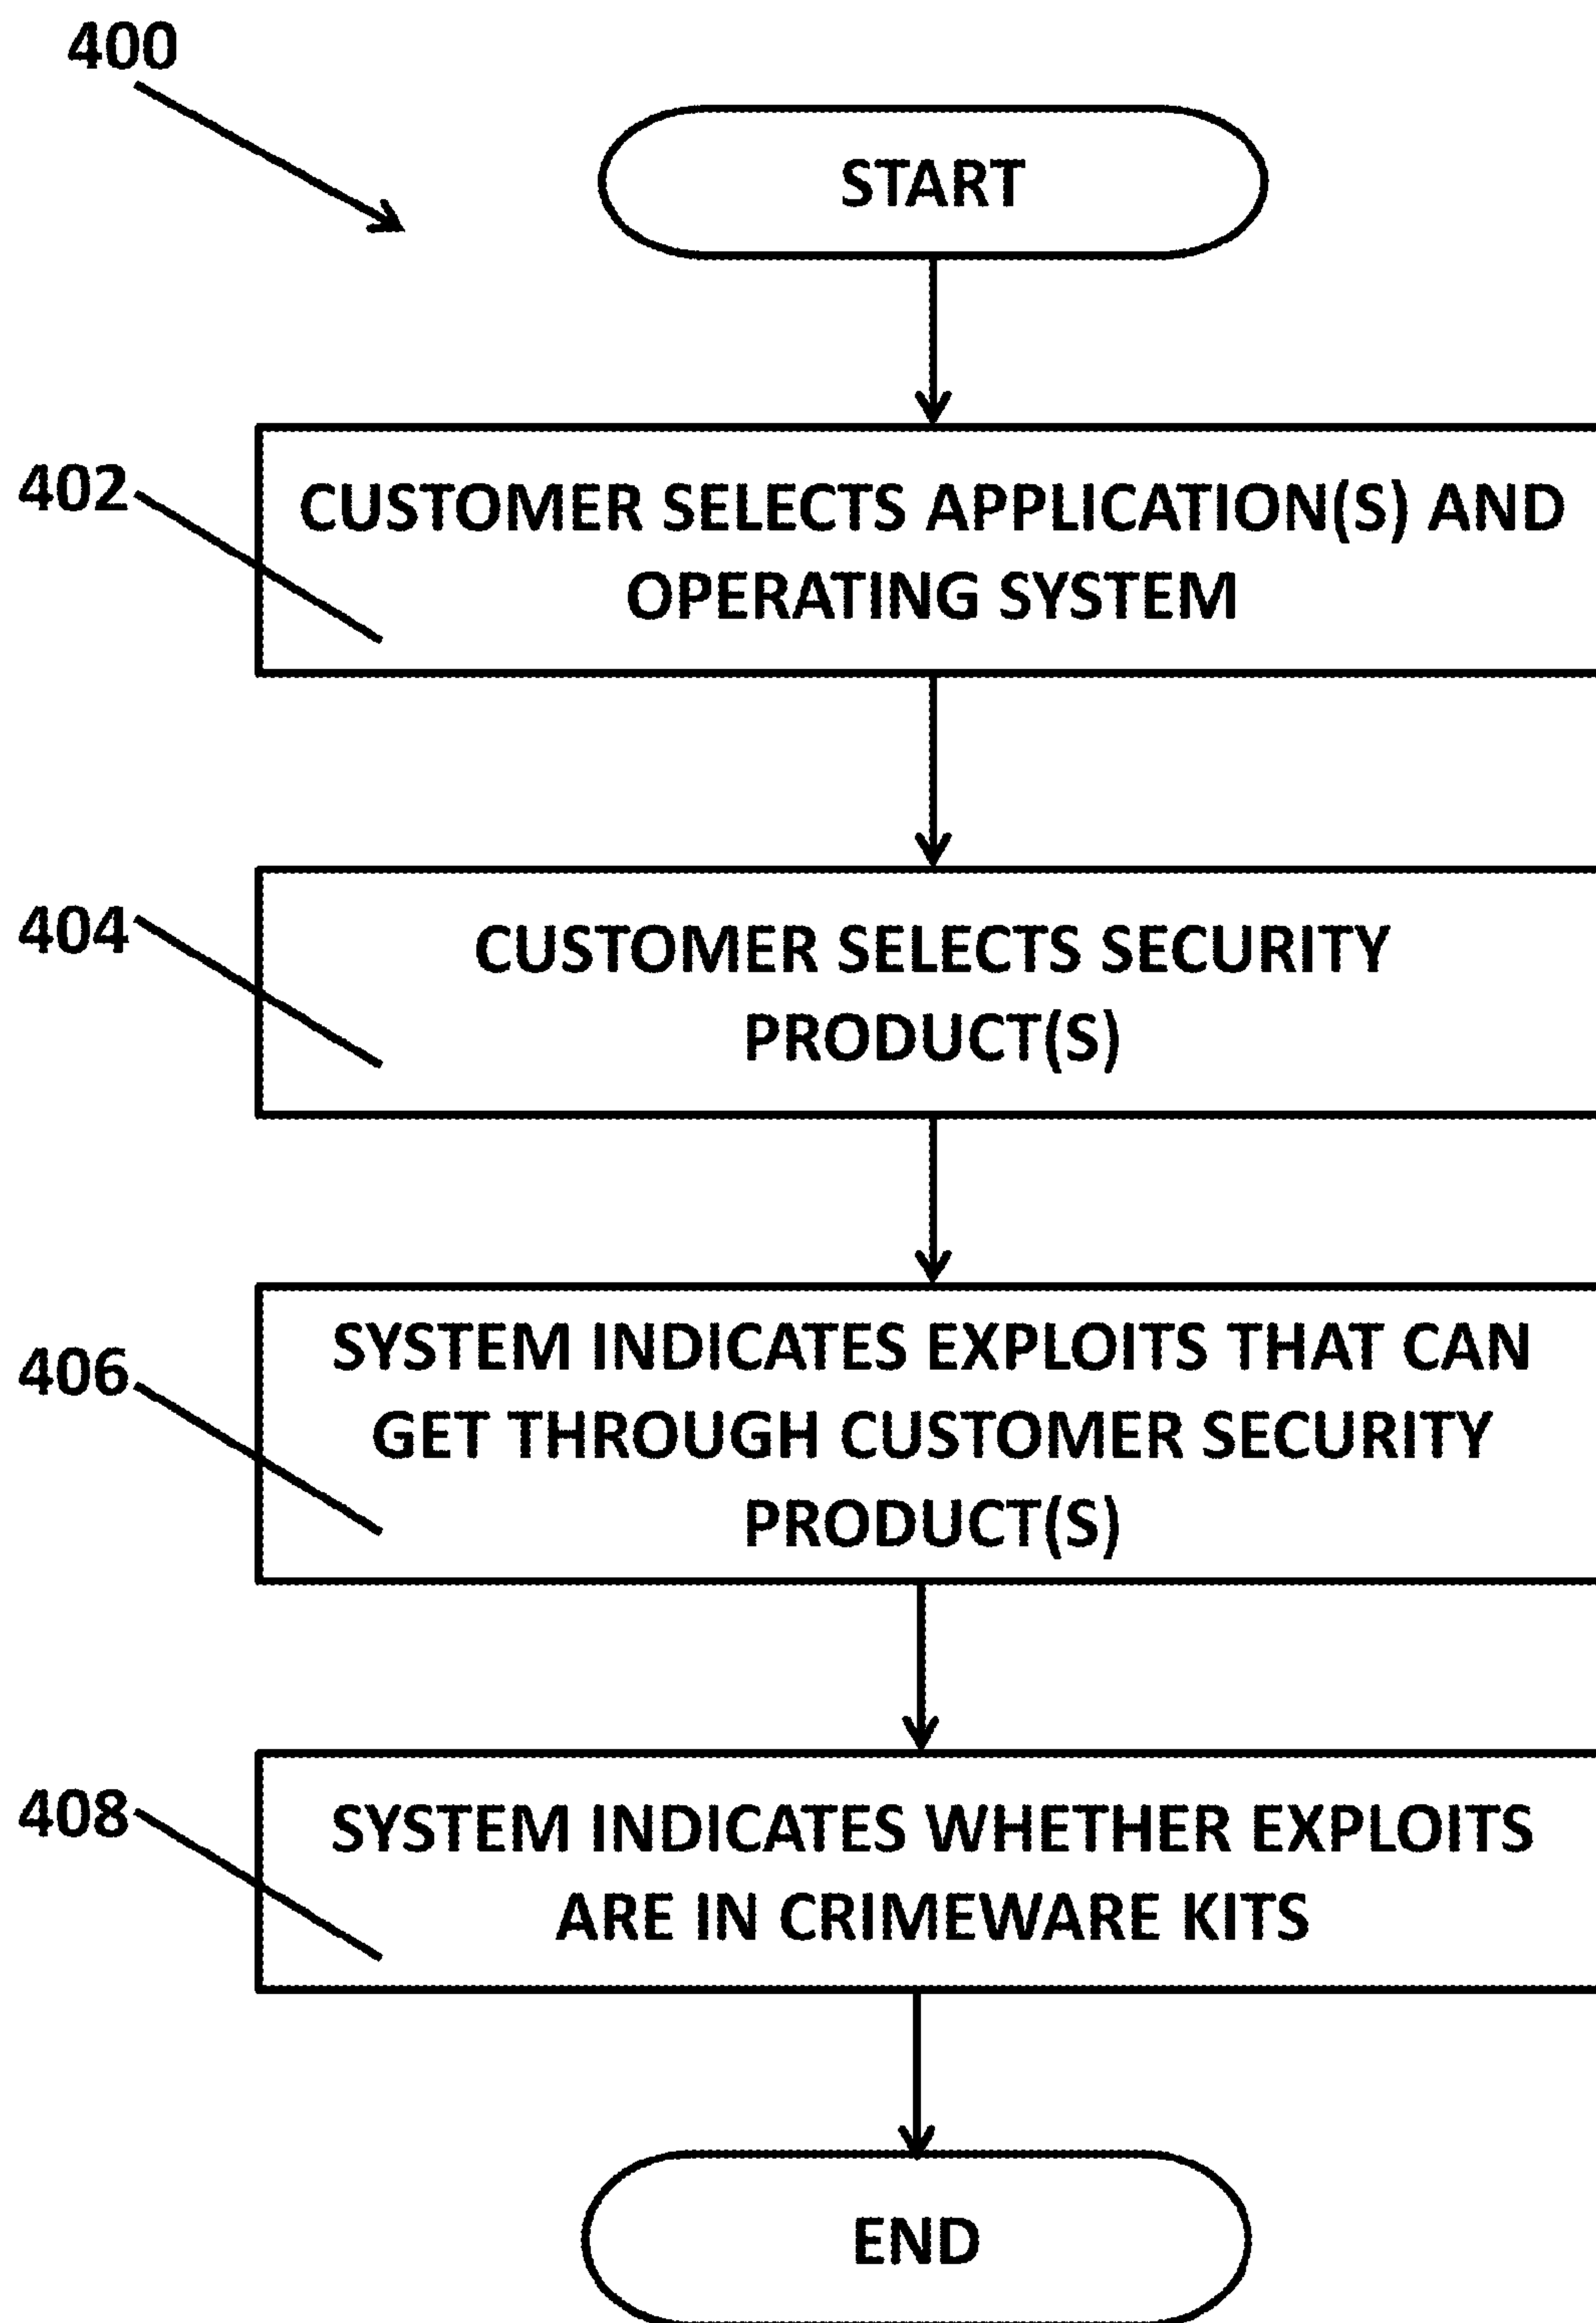 400
START
402
CUSTOMER SELECTS APPLICATION(S) AND
OPERATING SYSTEM
404
CUSTOMER SELECTS SECURITY
PRODUCT(S)
406
SYSTEM INDICATES EXPLOITS THAT CAN
GET THROUGH CUSTOMER SECURITY
PRODUCT(S)
408
SYSTEM INDICATES WHETHER EXPLOITS
ARE IN CRIMEWARE KITS
END